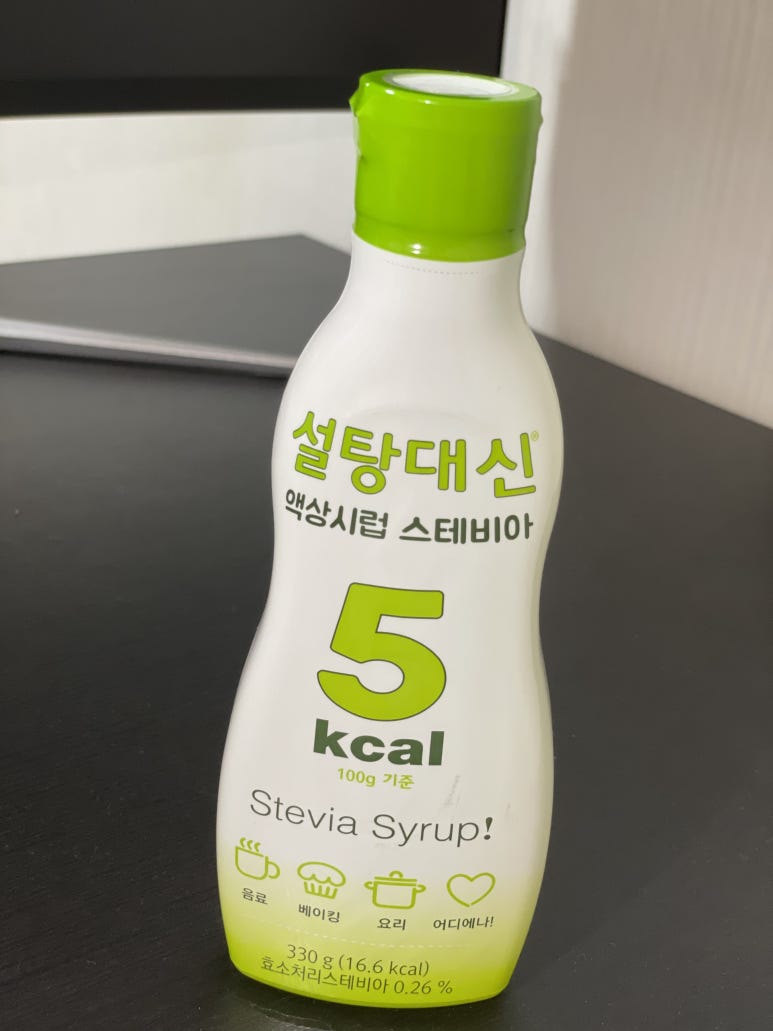 설탕대신®
액상시럽 스테비아
5
kcal
100g 기준
Stevia Syrup!
음료 베이킹 요리 어디에나!
330 g (16.6 kcal)
효소처리스테비아 0.26 %